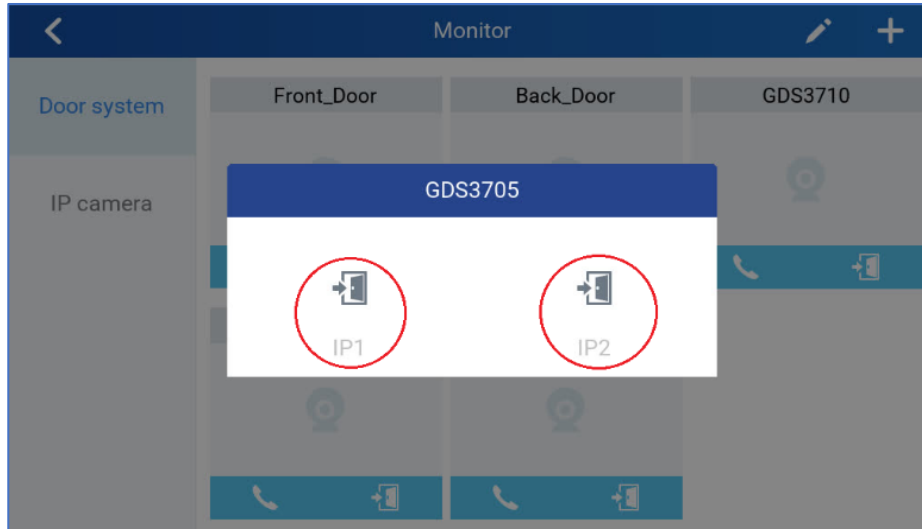 Monitor
Door system
Front_Door
Back_Door
GDS3710
IP camera
GDS3705
IP1
IP2